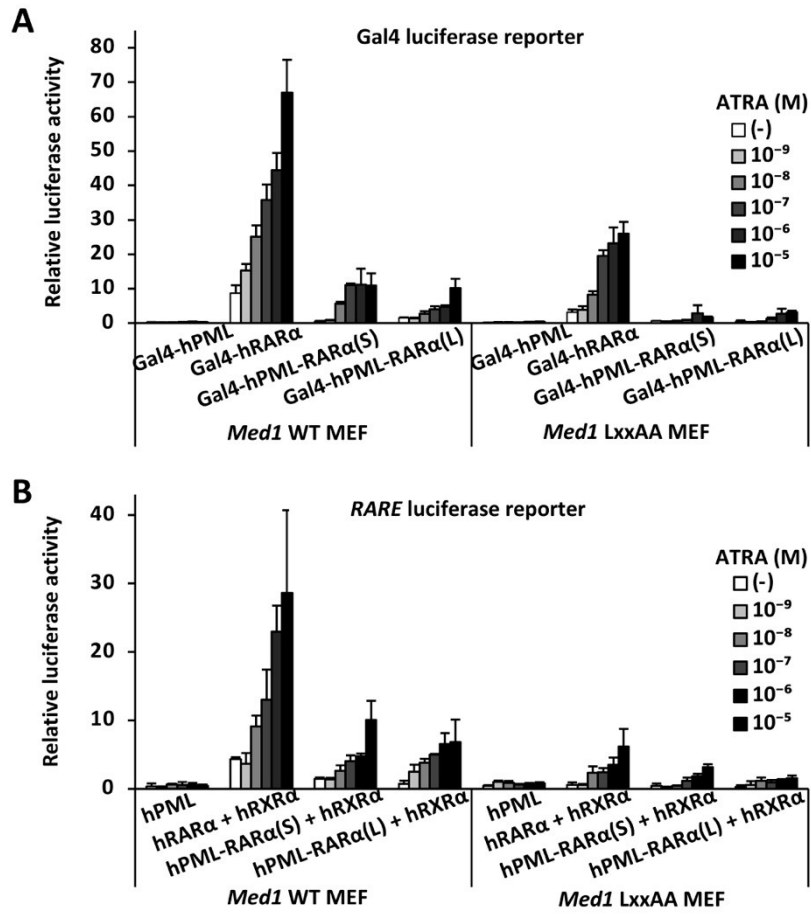 A
Gal4 luciferase reporter
Relative luciferase activity
80
70
60
50
40
30
20
10
0
ATRA (M)
(-)
10⁻⁹
10⁻⁸
10⁻⁷
10⁻⁶
10⁻⁵
Gal4-hPML
Gal4-hRARα
Gal4-hPML-RARα(S)
Gal4-hPML-RARα(L)
Gal4-hPML
Gal4-hRARα
Gal4-hPML-RARα(S)
Gal4-hPML-RARα(L)
Med1 WT MEF
Med1 LxxAA MEF
B
RARE luciferase reporter
Relative luciferase activity
40
30
20
10
0
ATRA (M)
(-)
10⁻⁹
10⁻⁸
10⁻⁷
10⁻⁶
10⁻⁵
hPML
hRARα + hRXRα
hPML-RARα(S) + hRXRα
hPML-RARα(L) + hRXRα
hPML
hRARα + hRXRα
hPML-RARα(S) + hRXRα
hPML-RARα(L) + hRXRα
Med1 WT MEF
Med1 LxxAA MEF